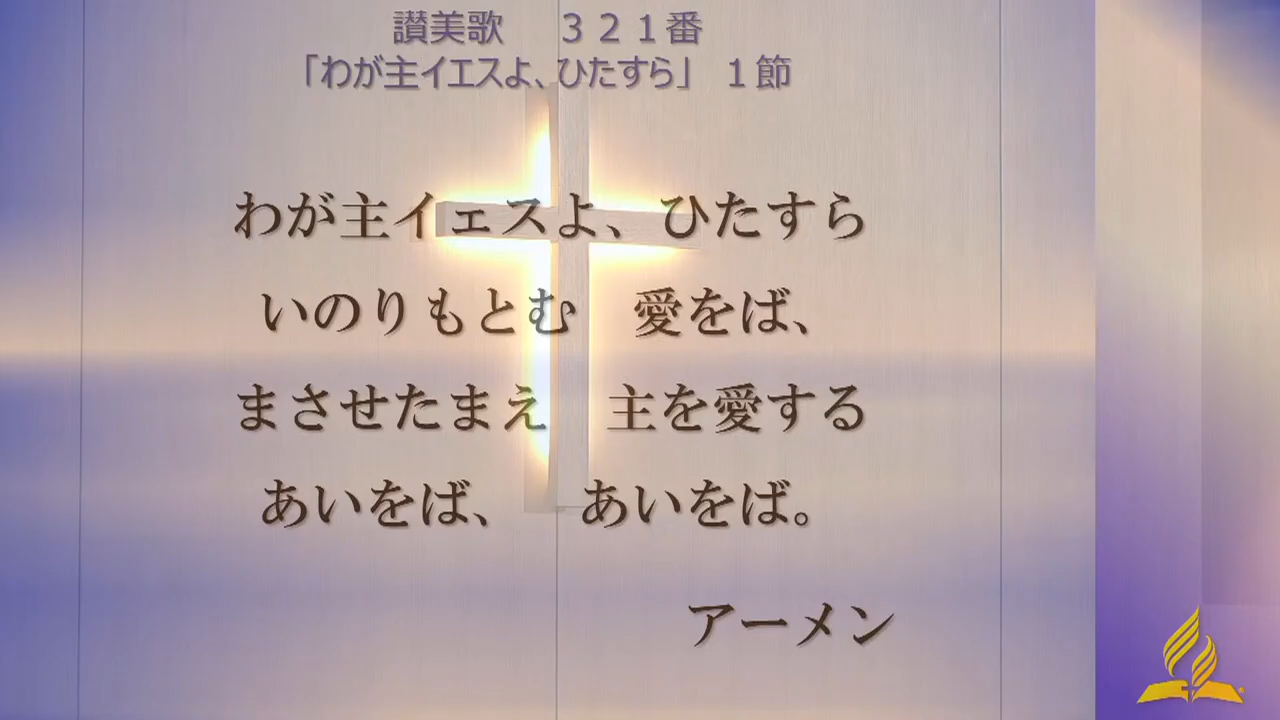 讃美歌　３２１番
「わが主イエスよ、ひたすら」　１節
わが主イエスよ、ひたすら
いのりもとむ　愛をば、
まさせたまえ　主を愛する
あいをば、　あいをば。
アーメン